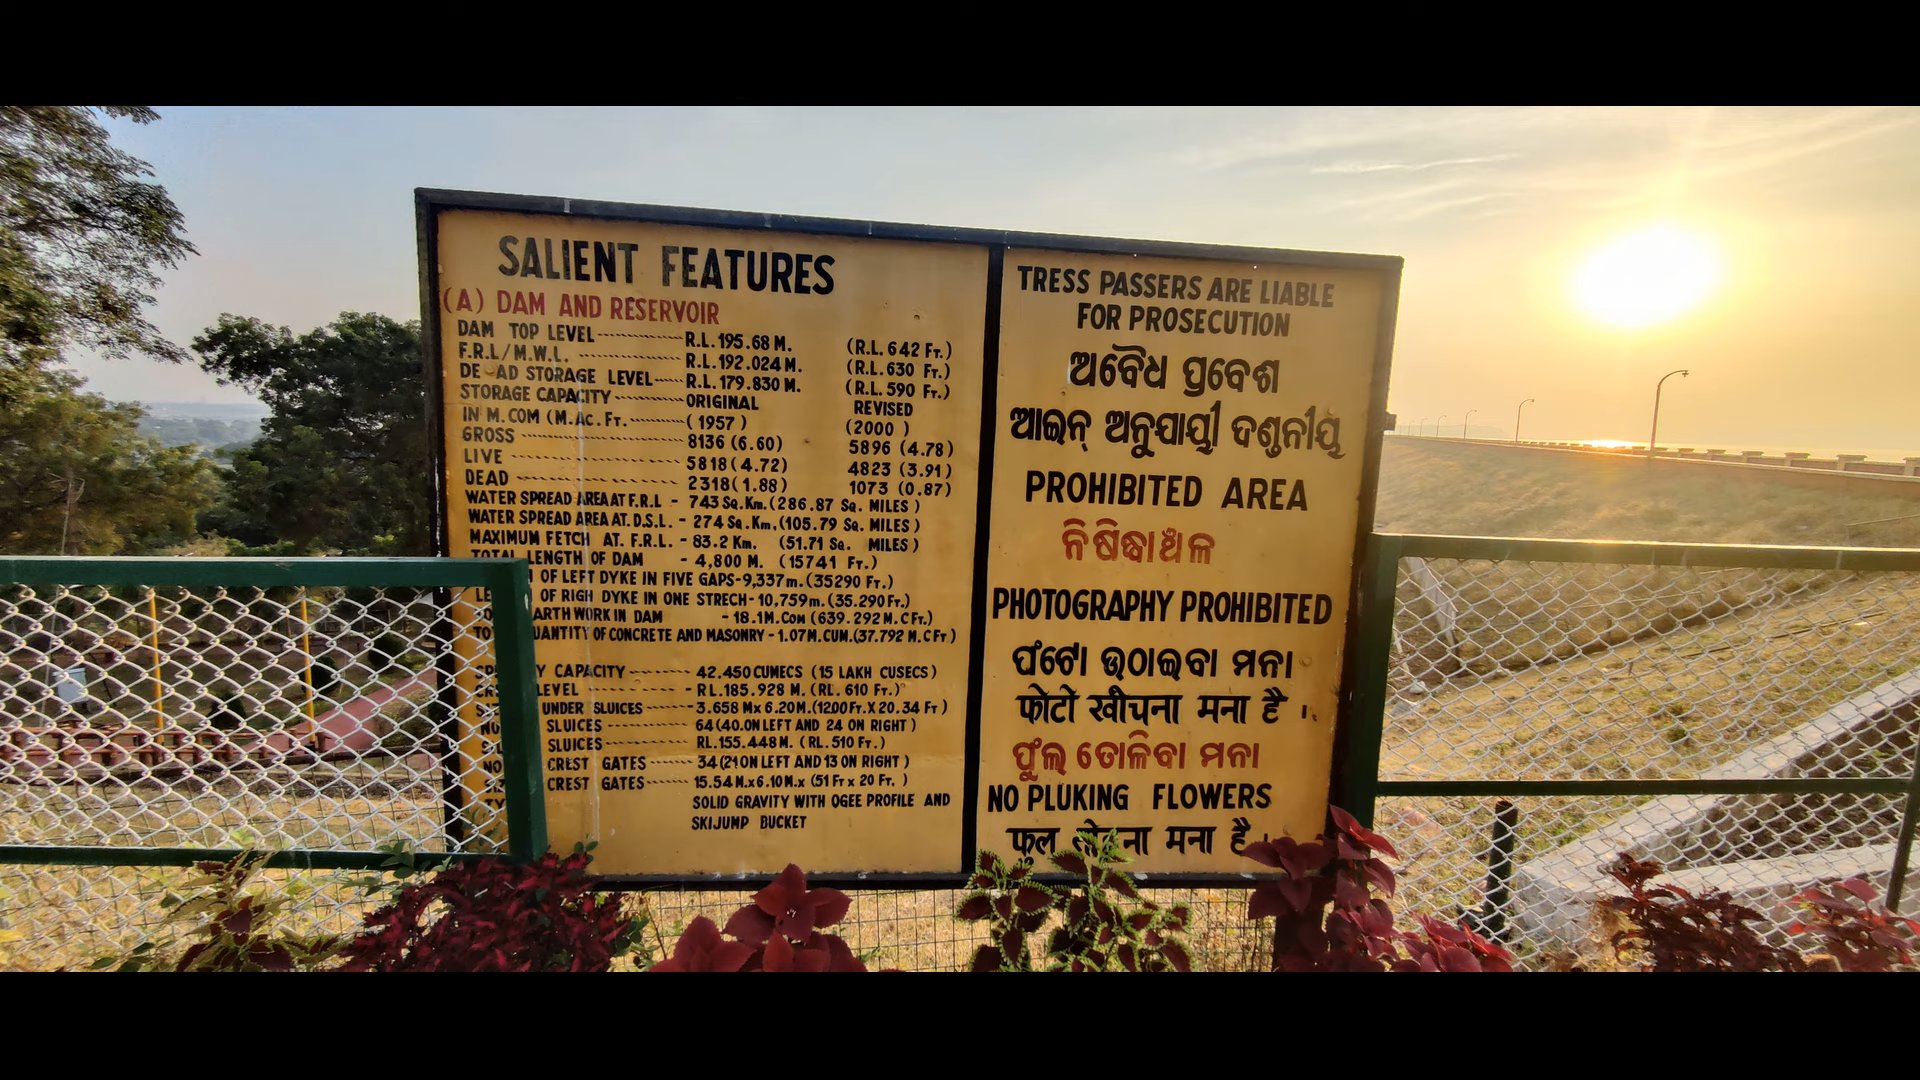 SALIENT FEATURES
(A) DAM AND RESERVOIR
DAM TOP LEVEL R.L.195.68 M. (R.L. 642 FT.)
F.R.L/M.W.L. R.L.192.024 M. (R.L. 630 FT.)
DE AD STORAGE LEVEL R.L.179.830 M. (R.L. 590 FT.)
STORAGE CAPACITY ORIGINAL REVISED
IN M.COM (M.AC.FT. (1957 ) (2000 )
GROSS 8136 (6.60) 5896 (4.78)
LIVE 5818 (4.72) 4823 (3.91)
DEAD 2318 (1.88) 1073 (0.87)
WATER SPREAD AREA AT F.R.L - 743 SQ.KM.(286.87 SQ. MILES )
WATER SPREAD AREA AT. D.S.L. - 274 SQ.KM.(105.79 SQ. MILES )
MAXIMUM FETCH AT. F.R.L. - 83.2 KM. (51.71 SQ. MILES )
TOTAL LENGTH OF DAM - 4,800 M. (15741 FT.)
OF LEFT DYKE IN FIVE GAPS-9,337m.(35290 FT.)
OF RIGH DYKE IN ONE STRECH-10,759m.(35.290 FT.)
EARTH WORK IN DAM - 18.1M.COM (639.292 M.C FT.)
QUANTITY OF CONCRETE AND MASONRY - 1.07M.CUM.(37.792 M.C FT )
CAPACITY 42.450 CUMECS (15 LAKH CUSECS)
LEVEL - RL.185.928 M. (RL. 610 FT.)
UNDER SLUICES 3.658 M x 6.20M.(12.00 FT.X 20.34 FT )
SLUICES 64 (40.ON LEFT AND 24 ON RIGHT )
SLUICES RL.155.448M. ( RL. 510 FT.)
CREST GATES 34 (21 ON LEFT AND 13 ON RIGHT )
CREST GATES 15.54 M.x 6.10 M.x (51 FT x 20 FT. )
SOLID GRAVITY WITH OGEE PROFILE AND
SKIJUMP BUCKET
TRESS PASSERS ARE LIABLE
FOR PROSECUTION
ଅବୈଧ ପ୍ରବେଶ
ଆଇନ୍ ଅନୁଯାୟୀ ଦଣ୍ଡନୀୟ
PROHIBITED AREA
ନିଷିଦ୍ଧାଞ୍ଚଳ
PHOTOGRAPHY PROHIBITED
ଫଟୋ ଉଠାଇବା ମନା
फोटो खींचना मना है ।
ଫୁଲ୍ ତୋଳିବା ମନା
NO PLUKING FLOWERS
फूल तोड़ना मना है ।